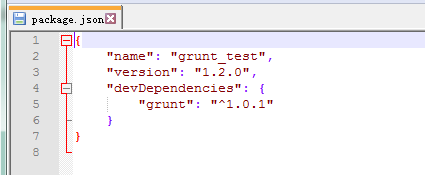 package.json
1 {
2 "name": "grunt_test",
3 "version": "1.2.0",
4 "devDependencies": {
5 "grunt": "^1.0.1"
6 }
7 }
8